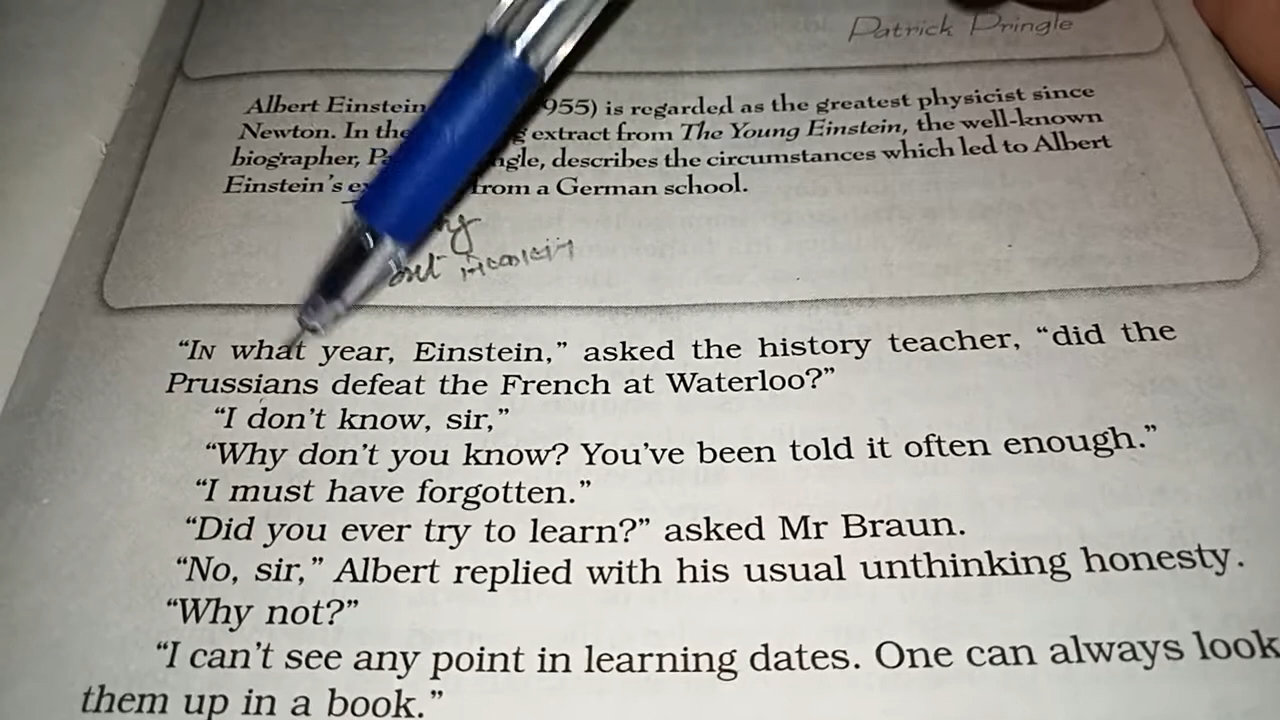 Patrick Pringle
Albert Einstein 955) is regarded as the greatest physicist since
Newton. In the g extract from The Young Einstein, the well-known
biographer, P ngle, describes the circumstances which led to Albert
Einstein's e from a German school.
"IN what year, Einstein," asked the history teacher, "did the
Prussians defeat the French at Waterloo?"
"I don't know, sir,"
"Why don't you know? You've been told it often enough."
"I must have forgotten."
"Did you ever try to learn?" asked Mr Braun.
"No, sir," Albert replied with his usual unthinking honesty.
"Why not?"
"I can't see any point in learning dates. One can always look
them up in a book."